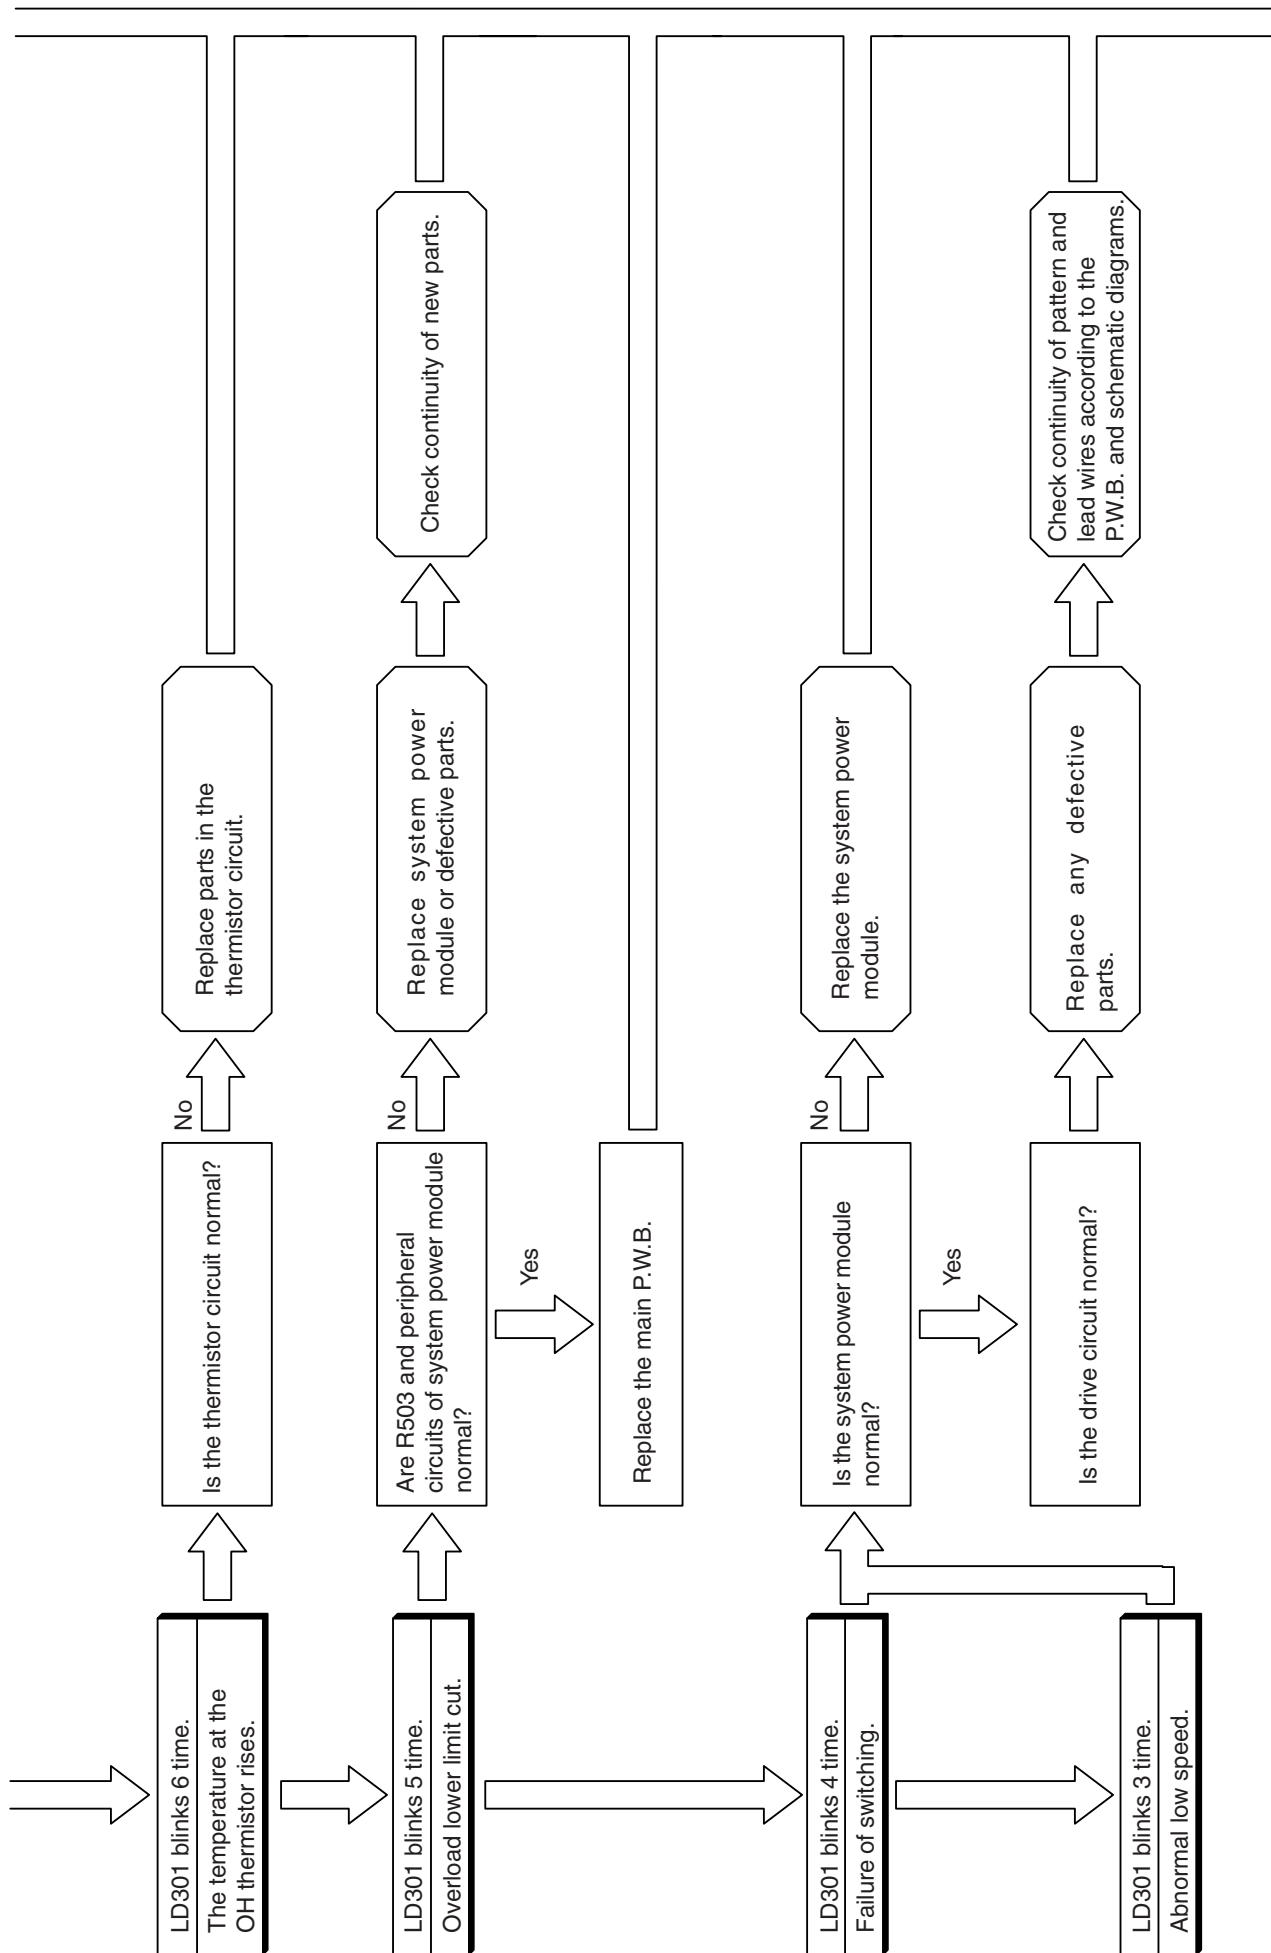 LD301 blinks 6 time.
The temperature at the
OH thermistor rises.
Is the thermistor circuit normal?
No
Replace parts in the
thermistor circuit.
LD301 blinks 5 time.
Overload lower limit cut.
Are R503 and peripheral
circuits of system power module
normal?
No
Replace system power
module or defective parts.
Check continuity of new parts.
Yes
Replace the main P.W.B.
LD301 blinks 4 time.
Failure of switching.
Is the system power module
normal?
No
Replace the system power
module.
Yes
LD301 blinks 3 time.
Abnormal low speed.
Is the drive circuit normal?
Replace any defective
parts.
Check continuity of pattern and
lead wires according to the
P.W.B. and schematic diagrams.